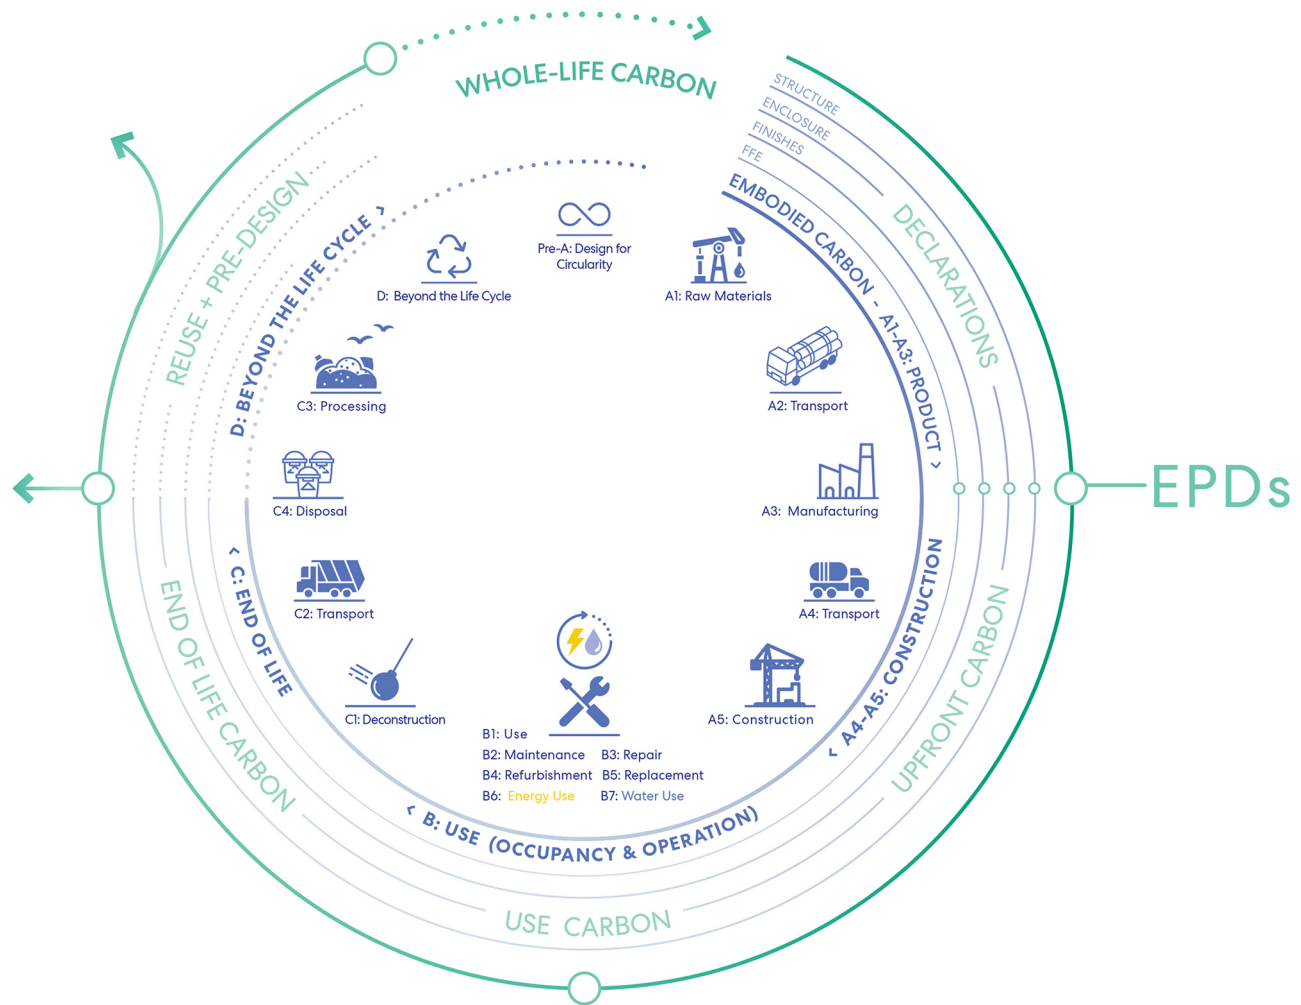 WHOLE-LIFE CARBON
STRUCTURE
ENCLOSURE
FINISHES
FFE
EMBODIED CARBON - A1-A3: PRODUCT >
DECLARATIONS
EPDs
< A4-A5: CONSTRUCTION
UPFRONT CARBON
< B: USE (OCCUPANCY & OPERATION)
USE CARBON
< C: END OF LIFE
END OF LIFE CARBON
D: BEYOND THE LIFE CYCLE >
REUSE + PRE-DESIGN
Pre-A: Design for
Circularity
A1: Raw Materials
A2: Transport
A3: Manufacturing
A4: Transport
A5: Construction
B1: Use
B2: Maintenance B3: Repair
B4: Refurbishment B5: Replacement
B6: Energy Use B7: Water Use
C1: Deconstruction
C2: Transport
C4: Disposal
C3: Processing
D: Beyond the Life Cycle